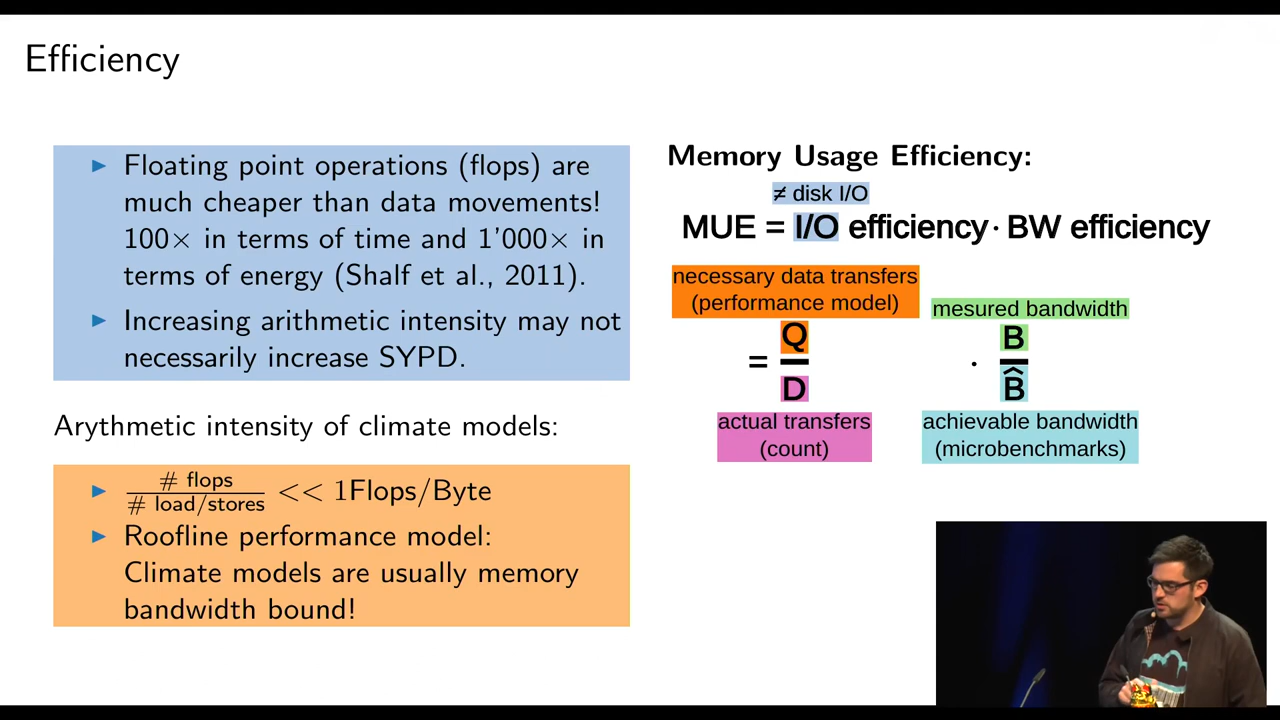 Efficiency
▶ Floating point operations (flops) are
much cheaper than data movements!
100× in terms of time and 1'000× in
terms of energy (Shalf et al., 2011).
▶ Increasing arithmetic intensity may not
necessarily increase SYPD.
Arythmetic intensity of climate models:
▶ # flops / # load/stores << 1Flops/Byte
▶ Roofline performance model:
Climate models are usually memory
bandwidth bound!
Memory Usage Efficiency:
≠ disk I/O
MUE = I/O efficiency · BW efficiency
necessary data transfers
(performance model)
mesured bandwidth
= Q / D · B / B̂
actual transfers
(count)
achievable bandwidth
(microbenchmarks)